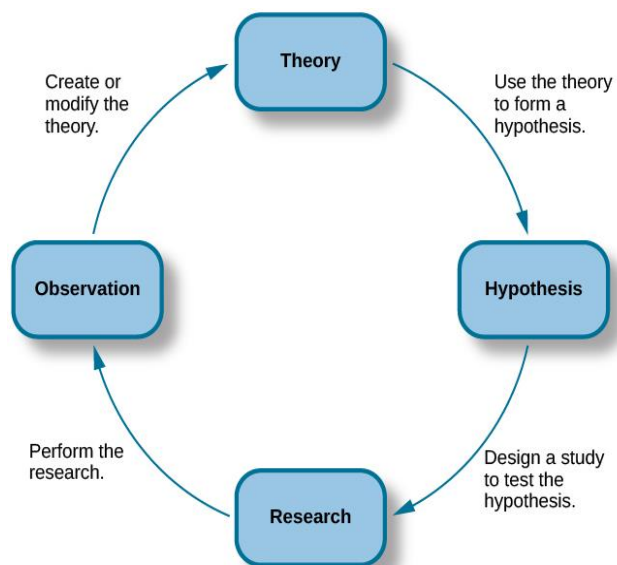 Theory
Create or
modify the
theory.
Use the theory
to form a
hypothesis.
Observation
Hypothesis
Perform the
research.
Design a study
to test the
hypothesis.
Research